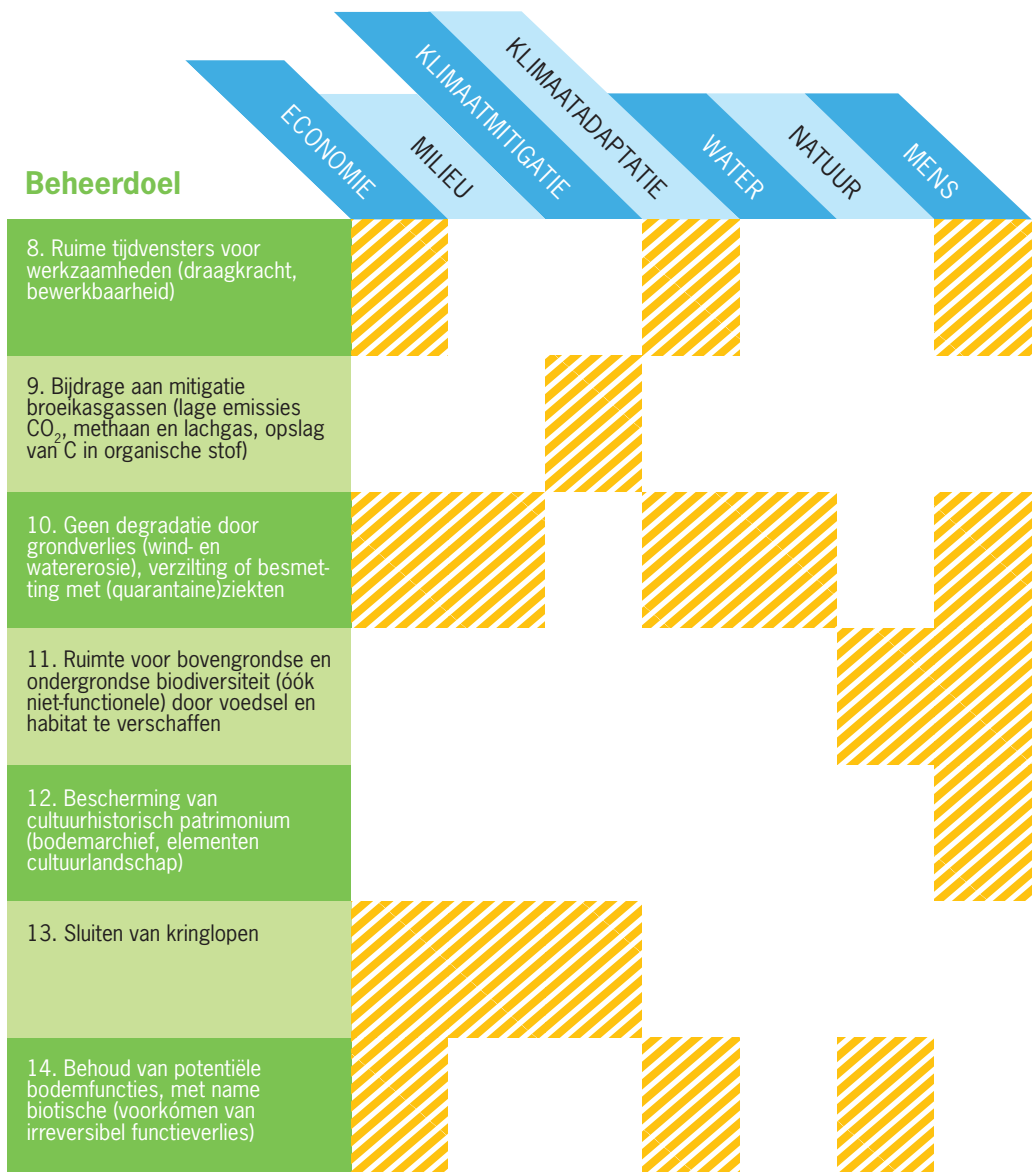 ECONOMIE
MILIEU
KLIMAATMITIGATIE
KLIMAATADAPTATIE
WATER
NATUUR
MENS
Beheerdoel
8. Ruime tijdvensters voor
werkzaamheden (draagkracht,
bewerkbaarheid)
9. Bijdrage aan mitigatie
broeikasgassen (lage emissies
CO₂, methaan en lachgas, opslag
van C in organische stof)
10. Geen degradatie door
grondverlies (wind- en
watererosie), verzilting of besmet-
ting met (quarantaine)ziekten
11. Ruimte voor bovengrondse en
ondergrondse biodiversiteit (óók
niet-functionele) door voedsel en
habitat te verschaffen
12. Bescherming van
cultuurhistorisch patrimonium
(bodemarchief, elementen
cultuurlandschap)
13. Sluiten van kringlopen
14. Behoud van potentiële
bodemfuncties, met name
biotische (voorkómen van
irreversibel functieverlies)